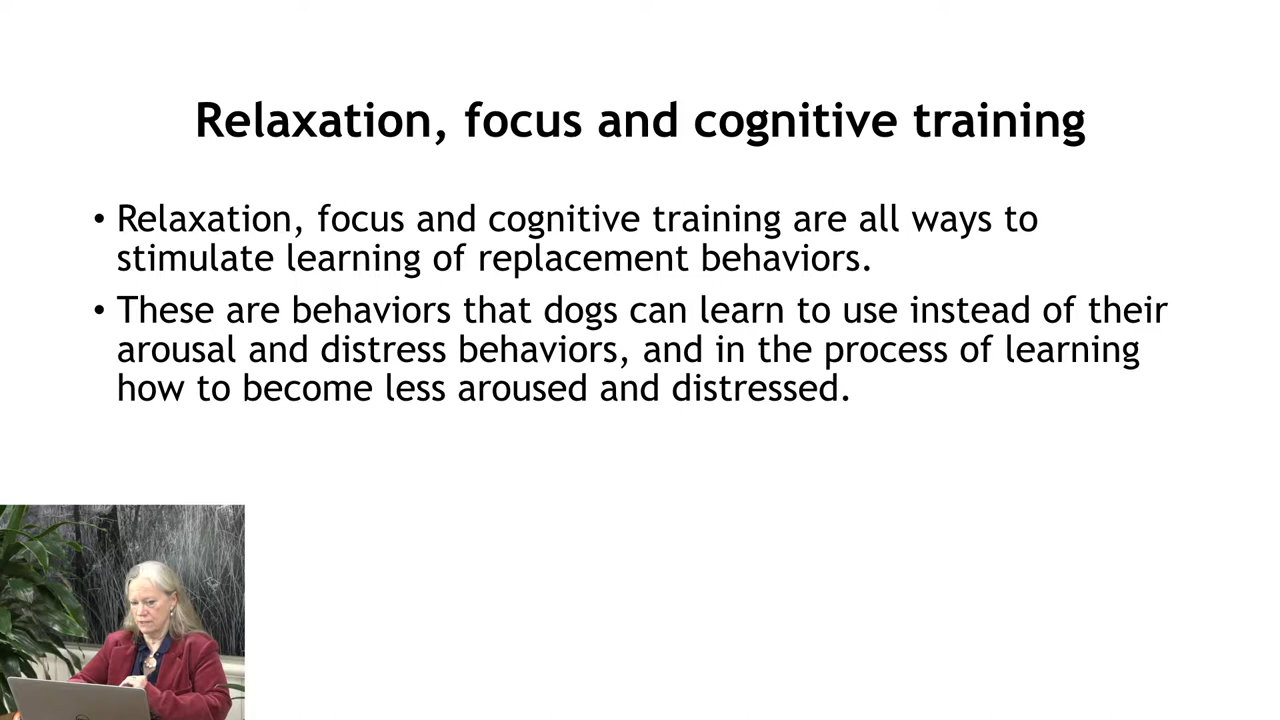 Relaxation, focus and cognitive training
• Relaxation, focus and cognitive training are all ways to
stimulate learning of replacement behaviors.
• These are behaviors that dogs can learn to use instead of their
arousal and distress behaviors, and in the process of learning
how to become less aroused and distressed.